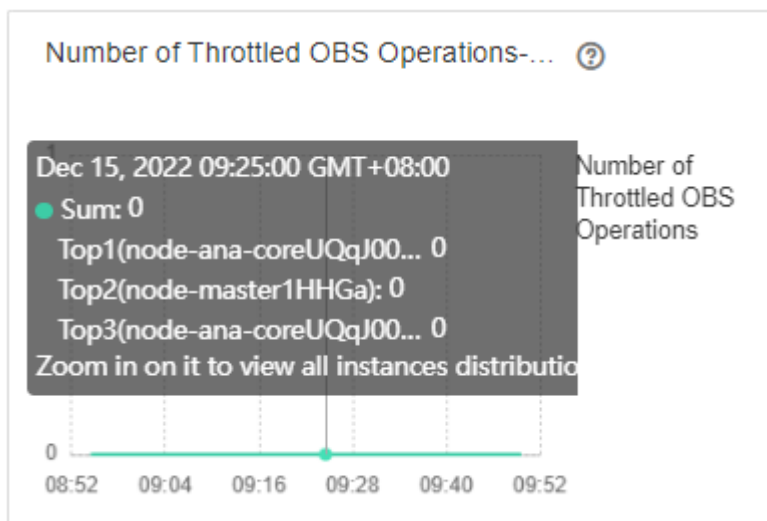 Number of Throttled OBS Operations-...
1
Dec 15, 2022 09:25:00 GMT+08:00
Sum: 0
Top1(node-ana-coreUQqJ00... 0
Top2(node-master1HHGa): 0
Top3(node-ana-coreUQqJ00... 0
Zoom in on it to view all instances distributio
Number of
Throttled OBS
Operations
0
08:52 09:04 09:16 09:28 09:40 09:52